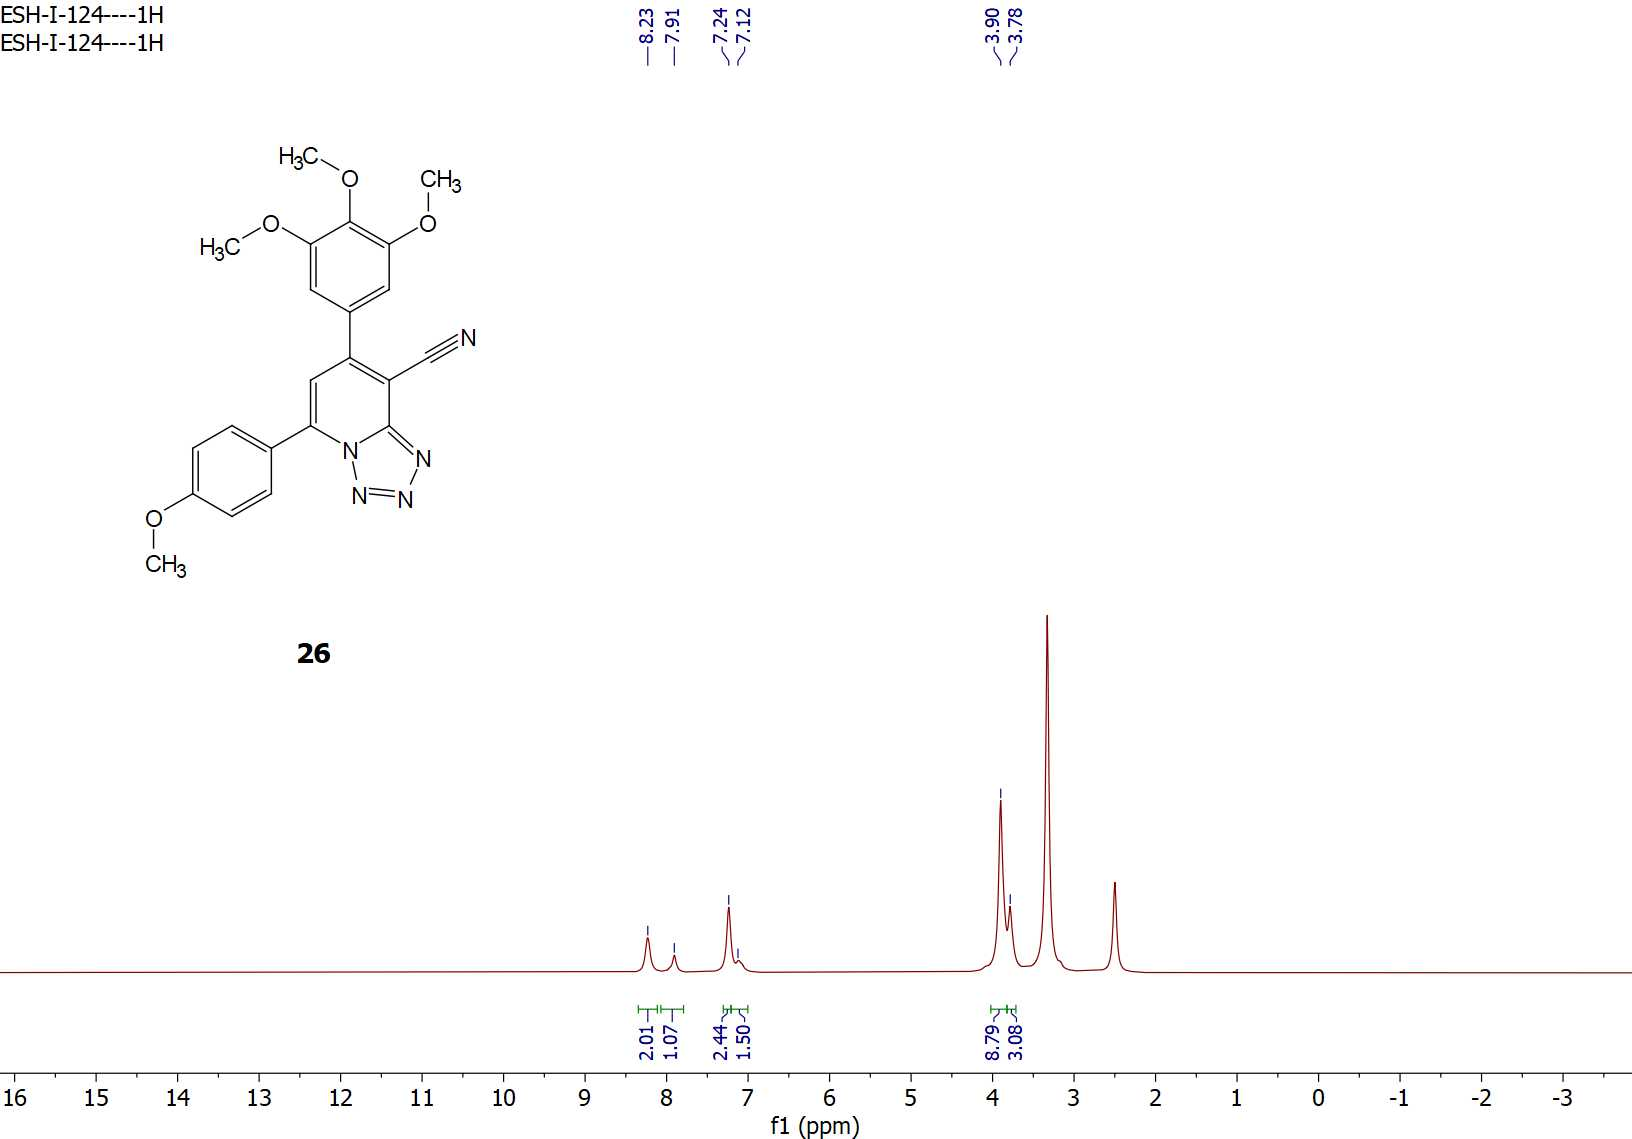 ESH-I-124----1H
ESH-I-124----1H
8.23
7.91
7.24
7.12
3.90
3.78
H3C
O
CH3
O
O
H3C
N
N
N
N
N
O
CH3
26
2.01
1.07
2.44
1.50
8.79
3.08
16 15 14 13 12 11 10 9 8 7 6 5 4 3 2 1 0 -1 -2 -3
f1 (ppm)